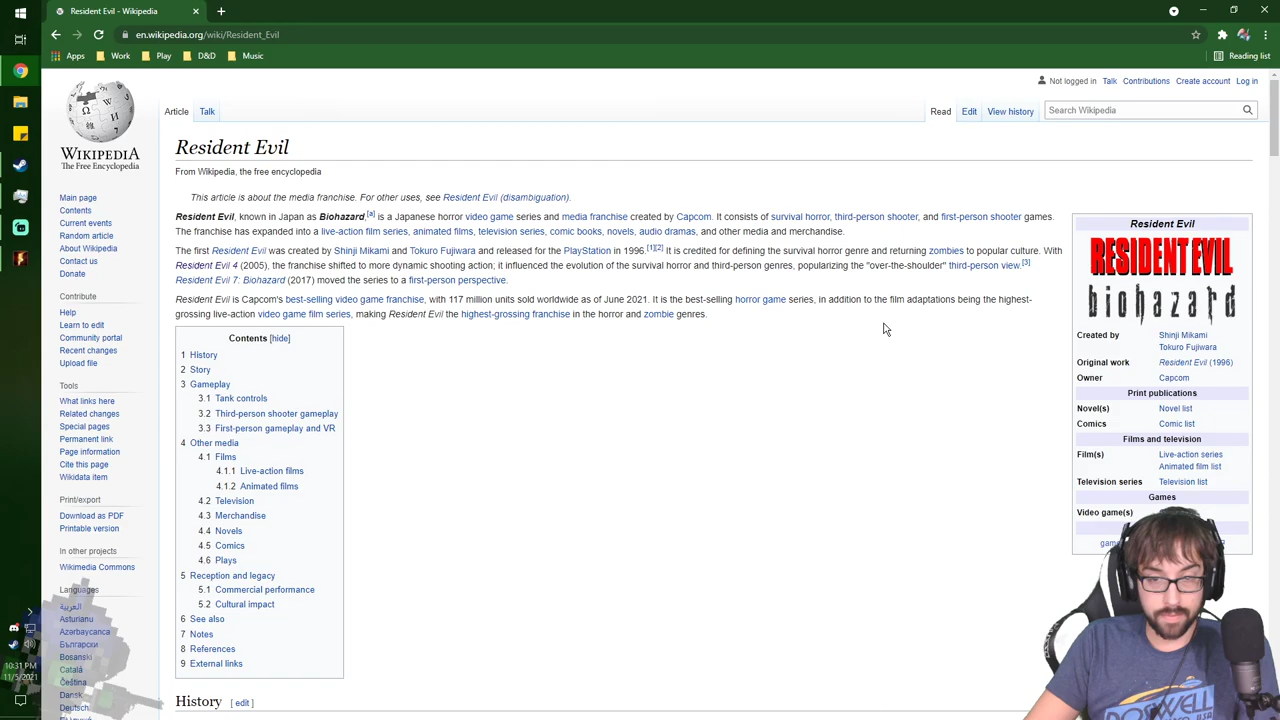 Resident Evil - Wikipedia
en.wikipedia.org/wiki/Resident_Evil
Apps Work Play D&D Music Reading list
Not logged in Talk Contributions Create account Log in
Article Talk Read Edit View history Search Wikipedia
WIKIPEDIA
The Free Encyclopedia
Main page
Contents
Current events
Random article
About Wikipedia
Contact us
Donate
Contribute
Help
Learn to edit
Community portal
Recent changes
Upload file
Tools
What links here
Related changes
Special pages
Permanent link
Page information
Cite this page
Wikidata item
Print/export
Download as PDF
Printable version
In other projects
Wikimedia Commons
Languages
العربية
Asturianu
Azərbaycanca
Български
Bosanski
Català
Čeština
Dansk
Deutsch
Resident Evil
From Wikipedia, the free encyclopedia
This article is about the media franchise. For other uses, see Resident Evil (disambiguation).
Resident Evil, known in Japan as Biohazard,[a] is a Japanese horror video game series and media franchise created by Capcom. It consists of survival horror, third-person shooter, and first-person shooter games.
The franchise has expanded into a live-action film series, animated films, television series, comic books, novels, audio dramas, and other media and merchandise.
The first Resident Evil was created by Shinji Mikami and Tokuro Fujiwara and released for the PlayStation in 1996.[1][2] It is credited for defining the survival horror genre and returning zombies to popular culture. With
Resident Evil 4 (2005), the franchise shifted to more dynamic shooting action; it influenced the evolution of the survival horror and third-person genres, popularizing the "over-the-shoulder" third-person view.[3]
Resident Evil 7: Biohazard (2017) moved the series to a first-person perspective.
Resident Evil is Capcom's best-selling video game franchise, with 117 million units sold worldwide as of June 2021. It is the best-selling horror game series, in addition to the film adaptations being the highest-
grossing live-action video game film series, making Resident Evil the highest-grossing franchise in the horror and zombie genres.
Contents [hide]
1 History
2 Story
3 Gameplay
3.1 Tank controls
3.2 Third-person shooter gameplay
3.3 First-person gameplay and VR
4 Other media
4.1 Films
4.1.1 Live-action films
4.1.2 Animated films
4.2 Television
4.3 Merchandise
4.4 Novels
4.5 Comics
4.6 Plays
5 Reception and legacy
5.1 Commercial performance
5.2 Cultural impact
6 See also
7 Notes
8 References
9 External links
History [ edit ]
Resident Evil
RESIDENT EVIL
biohazard
Created by Shinji Mikami
Tokuro Fujiwara
Original work Resident Evil (1996)
Owner Capcom
Print publications
Novel(s) Novel list
Comics Comic list
Films and television
Film(s) Live-action series
Animated film list
Television series Television list
Games
Video game(s)
10:31 PM
11/5/2021
ROSWELL